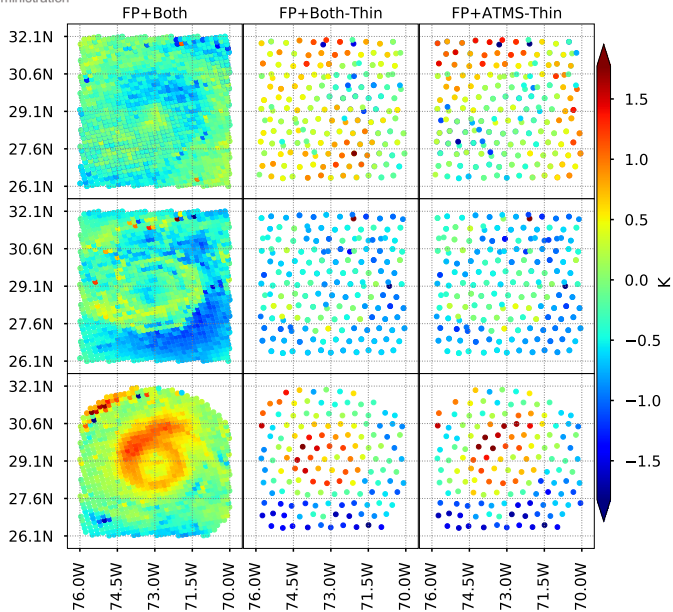 FP+Both FP+Both-Thin FP+ATMS-Thin
32.1N
30.6N
29.1N
27.6N
26.1N
32.1N
30.6N
29.1N
27.6N
26.1N
32.1N
30.6N
29.1N
27.6N
26.1N
76.0W 74.5W 73.0W 71.5W 70.0W 76.0W 74.5W 73.0W 71.5W 70.0W 76.0W 74.5W 73.0W 71.5W 70.0W
1.5
1.0
0.5
0.0
−0.5
−1.0
−1.5
K